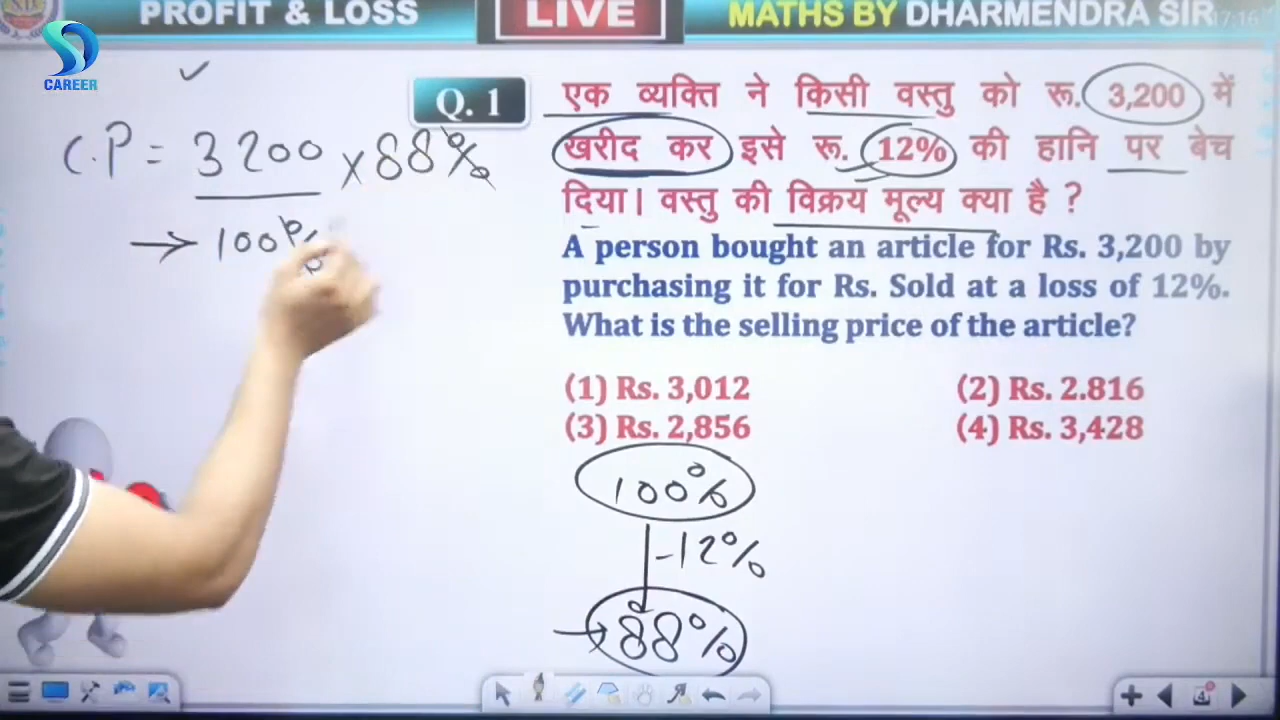 PROFIT & LOSS
LIVE
MATHS BY DHARMENDRA SIR
17:16
CAREER
C.P = 3200 × 88%
→ 100%
Q. 1
एक व्यक्ति ने किसी वस्तु को रू. 3,200 में
खरीद कर इसे रू. 12% की हानि पर बेच
दिया। वस्तु की विक्रय मूल्य क्या है ?
A person bought an article for Rs. 3,200 by
purchasing it for Rs. Sold at a loss of 12%.
What is the selling price of the article?
(1) Rs. 3,012
(2) Rs. 2.816
(3) Rs. 2,856
(4) Rs. 3,428
100%
-12%
→ 88%
4